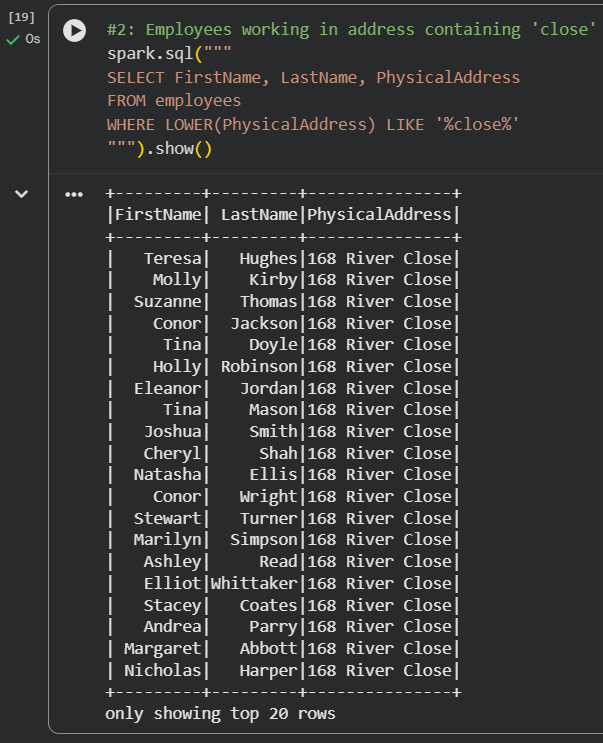 [19]
0s
#2: Employees working in address containing 'close'
spark.sql("""
SELECT FirstName, LastName, PhysicalAddress
FROM employees
WHERE LOWER(PhysicalAddress) LIKE '%close%'
""").show()
+---------+---------+---------------+
|FirstName| LastName|PhysicalAddress|
+---------+---------+---------------+
|   Teresa|   Hughes|168 River Close|
|    Molly|    Kirby|168 River Close|
|  Suzanne|   Thomas|168 River Close|
|    Conor|  Jackson|168 River Close|
|     Tina|    Doyle|168 River Close|
|    Holly| Robinson|168 River Close|
|  Eleanor|   Jordan|168 River Close|
|     Tina|    Mason|168 River Close|
|   Joshua|    Smith|168 River Close|
|   Cheryl|     Shah|168 River Close|
|  Natasha|    Ellis|168 River Close|
|    Conor|   Wright|168 River Close|
|  Stewart|   Turner|168 River Close|
|  Marilyn|  Simpson|168 River Close|
|   Ashley|     Read|168 River Close|
|   Elliot|Whittaker|168 River Close|
|   Stacey|   Coates|168 River Close|
|   Andrea|    Parry|168 River Close|
| Margaret|   Abbott|168 River Close|
| Nicholas|   Harper|168 River Close|
+---------+---------+---------------+
only showing top 20 rows